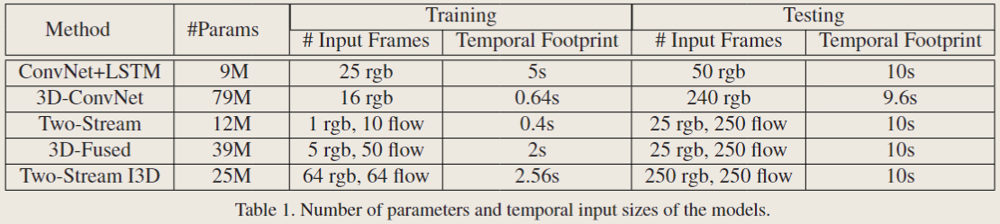 Method #Params Training Testing
# Input Frames Temporal Footprint # Input Frames Temporal Footprint
ConvNet+LSTM 9M 25 rgb 5s 50 rgb 10s
3D-ConvNet 79M 16 rgb 0.64s 240 rgb 9.6s
Two-Stream 12M 1 rgb, 10 flow 0.4s 25 rgb, 250 flow 10s
3D-Fused 39M 5 rgb, 50 flow 2s 25 rgb, 250 flow 10s
Two-Stream I3D 25M 64 rgb, 64 flow 2.56s 250 rgb, 250 flow 10s
Table 1. Number of parameters and temporal input sizes of the models.